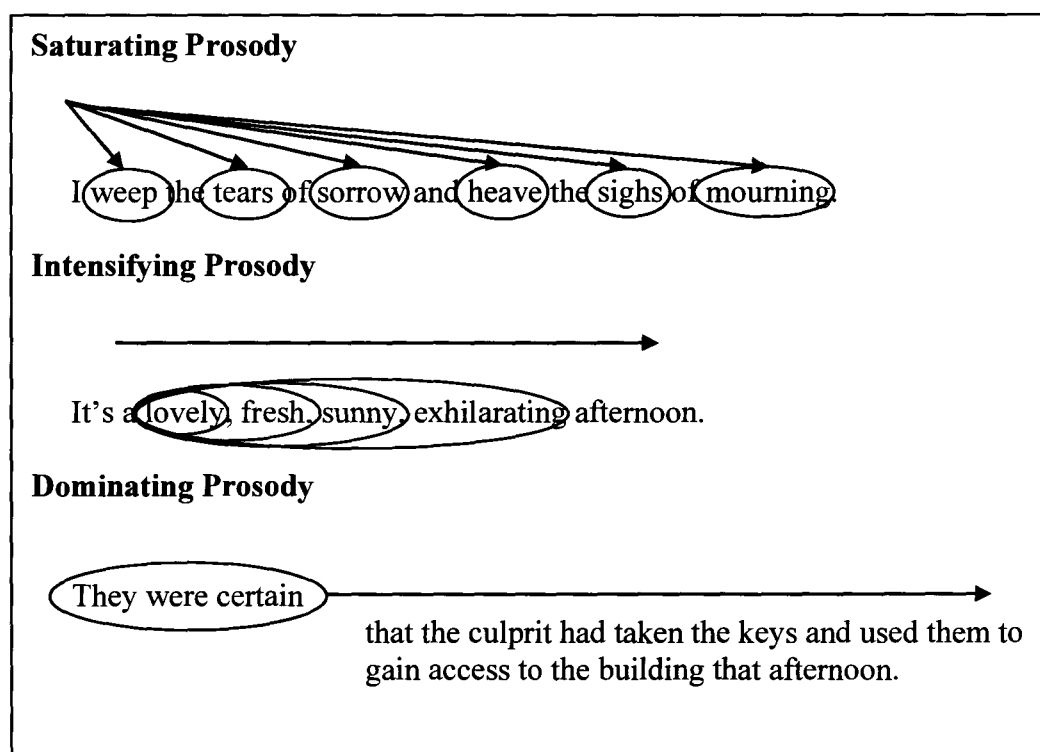 Saturating Prosody
I weep the tears of sorrow and heave the sighs of mourning.
Intensifying Prosody
It's a lovely, fresh, sunny, exhilarating afternoon.
Dominating Prosody
They were certain
that the culprit had taken the keys and used them to
gain access to the building that afternoon.